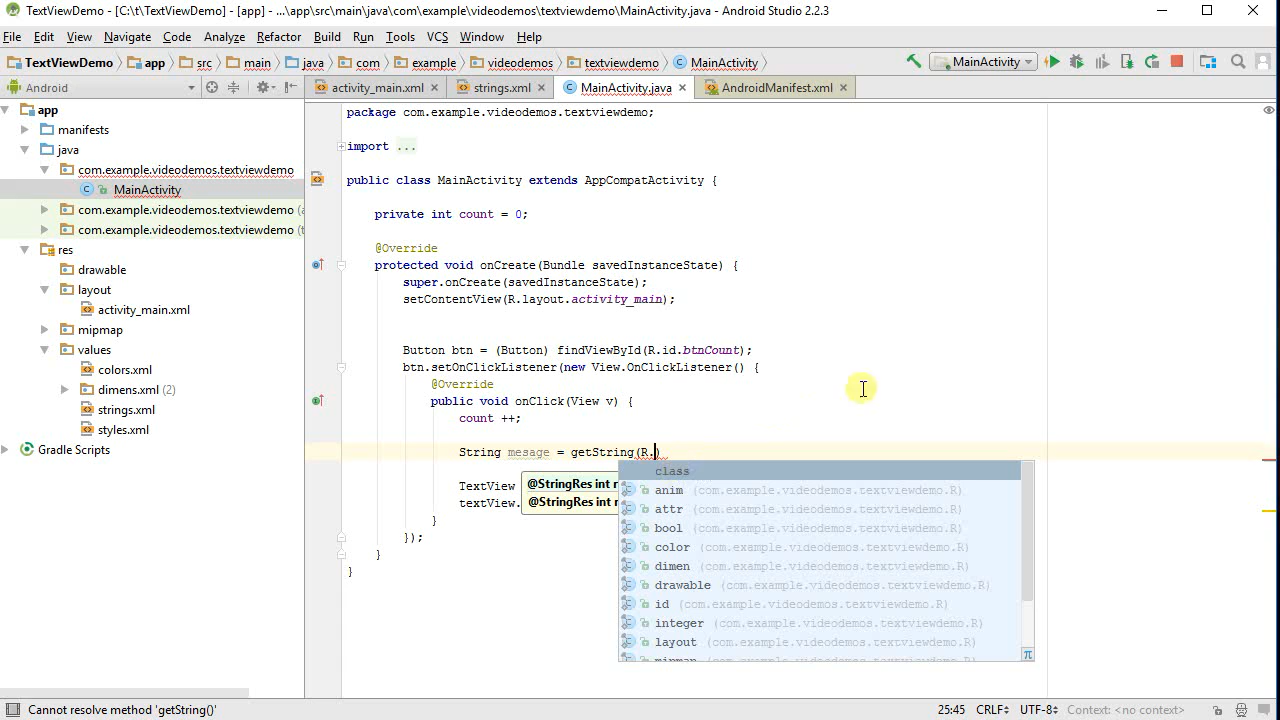 TextViewDemo - [C:\t\TextViewDemo] - [app] - ...\app\src\main\java\com\example\videodemos\textviewdemo\MainActivity.java - Android Studio 2.2.3
File Edit View Navigate Code Analyze Refactor Build Run Tools VCS Window Help
TextViewDemo app src main java com example videodemos textviewdemo MainActivity MainActivity
Android
activity_main.xml strings.xml MainActivity.java AndroidManifest.xml
app
manifests
java
com.example.videodemos.textviewdemo
MainActivity
com.example.videodemos.textviewdemo (a
com.example.videodemos.textviewdemo (t
res
drawable
layout
activity_main.xml
mipmap
values
colors.xml
dimens.xml (2)
strings.xml
styles.xml
Gradle Scripts
package com.example.videodemos.textviewdemo;
import ...
public class MainActivity extends AppCompatActivity {
private int count = 0;
@Override
protected void onCreate(Bundle savedInstanceState) {
super.onCreate(savedInstanceState);
setContentView(R.layout.activity_main);
Button btn = (Button) findViewById(R.id.btnCount);
btn.setOnClickListener(new View.OnClickListener() {
@Override
public void onClick(View v) {
count ++;
String mesage = getString(R.)
TextView
textView.
}
});
}
}
@StringRes int
@StringRes int
class
anim (com.example.videodemos.textviewdemo.R)
attr (com.example.videodemos.textviewdemo.R)
bool (com.example.videodemos.textviewdemo.R)
color (com.example.videodemos.textviewdemo.R)
dimen (com.example.videodemos.textviewdemo.R)
drawable (com.example.videodemos.textviewdemo.R)
id (com.example.videodemos.textviewdemo.R)
integer (com.example.videodemos.textviewdemo.R)
layout (com.example.videodemos.textviewdemo.R)
mipmap (com.example.videodemos.textviewdemo.R)
π
Cannot resolve method 'getString()' 25:45 CRLF UTF-8 Context: <no context>